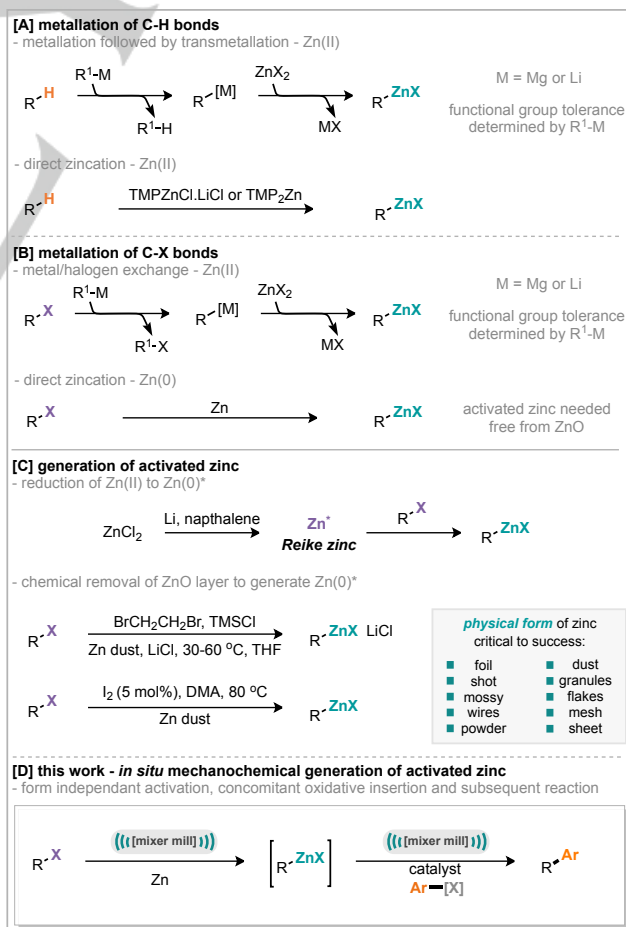 [A] metallation of C-H bonds
- metallation followed by transmetallation - Zn(II)
R H
R¹-M
R¹-H
R [M]
ZnX₂
MX
R ZnX
M = Mg or Li
functional group tolerance
determined by R¹-M
- direct zincation - Zn(II)
R H
TMPZnCl.LiCl or TMP₂Zn
R ZnX
[B] metallation of C-X bonds
- metal/halogen exchange - Zn(II)
R X
R¹-M
R¹-X
R [M]
ZnX₂
MX
R ZnX
M = Mg or Li
functional group tolerance
determined by R¹-M
- direct zincation - Zn(0)
R X
Zn
R ZnX
activated zinc needed
free from ZnO
[C] generation of activated zinc
- reduction of Zn(II) to Zn(0)*
ZnCl₂
Li, napthalene
Zn*
Reike zinc
R X
R ZnX
- chemical removal of ZnO layer to generate Zn(0)*
R X
BrCH₂CH₂Br, TMSCl
Zn dust, LiCl, 30-60 °C, THF
R ZnX LiCl
R X
I₂ (5 mol%), DMA, 80 °C
Zn dust
R ZnX
physical form of zinc
critical to success:
foil dust
shot granules
mossy flakes
wires mesh
powder sheet
[D] this work - in situ mechanochemical generation of activated zinc
- form independant activation, concomitant oxidative insertion and subsequent reaction
R X
((( [mixer mill] )))
Zn
[ R ZnX ]
((( [mixer mill] )))
catalyst
Ar–[X]
R Ar